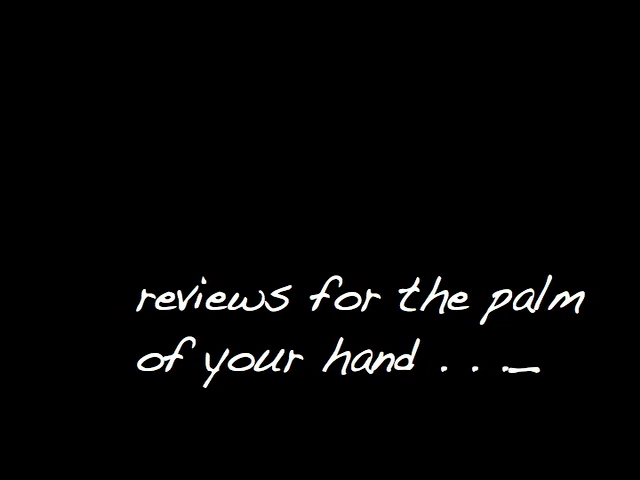 reviews for the palm
of your hand . . ._